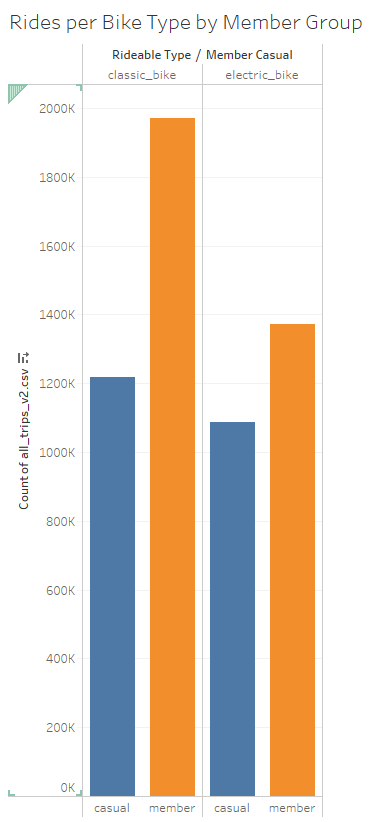 Rides per Bike Type by Member Group
Rideable Type / Member Casual
classic_bike electric_bike
2000K
1800K
1600K
1400K
1200K
1000K
800K
600K
400K
200K
0K
Count of all_trips_v2.csv
casual member casual member